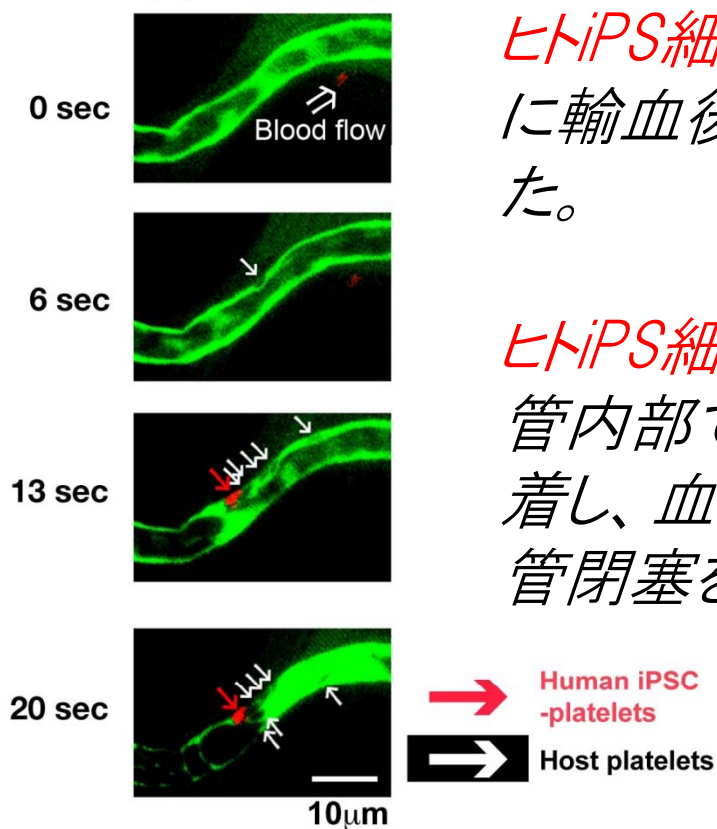 0 sec
Blood flow
6 sec
13 sec
20 sec
10μm
ヒトiPS細
に輸血後
た。
ヒトiPS細
管内部で
着し、血
管閉塞を
Human iPSC
-platelets
Host platelets